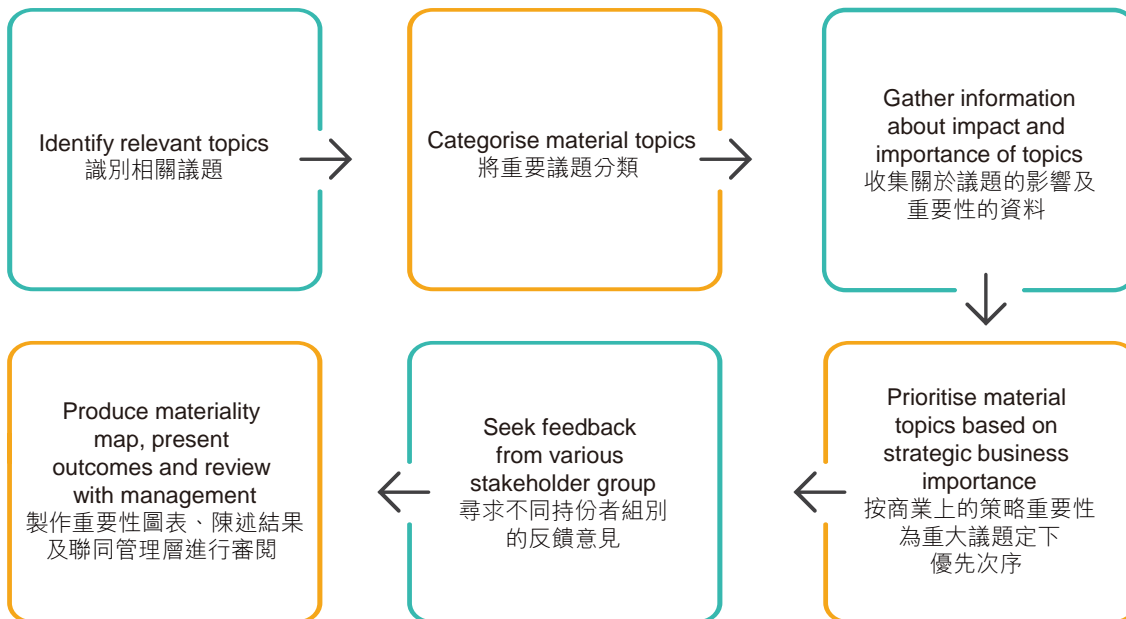 Identify relevant topics
識別相關議題
Categorise material topics
將重要議題分類
Gather information
about impact and
importance of topics
收集關於議題的影響及
重要性的資料
Prioritise material
topics based on
strategic business
importance
按商業上的策略重要性
為重大議題定下
優先次序
Seek feedback
from various
stakeholder group
尋求不同持份者組別
的反饋意見
Produce materiality
map, present
outcomes and review
with management
製作重要性圖表、陳述結果
及聯同管理層進行審閲